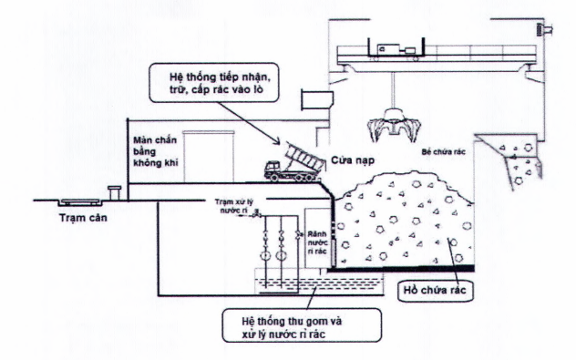 Hệ thống tiếp nhận,
trữ, cấp rác vào lò
Màn chắn
bằng
không khí
Cửa nạp
Bể chứa rác
Trạm cân
Trạm xử lý
nước rỉ
Rãnh
nước
rỉ rác
Hố chứa rác
Hệ thống thu gom và
xử lý nước rỉ rác